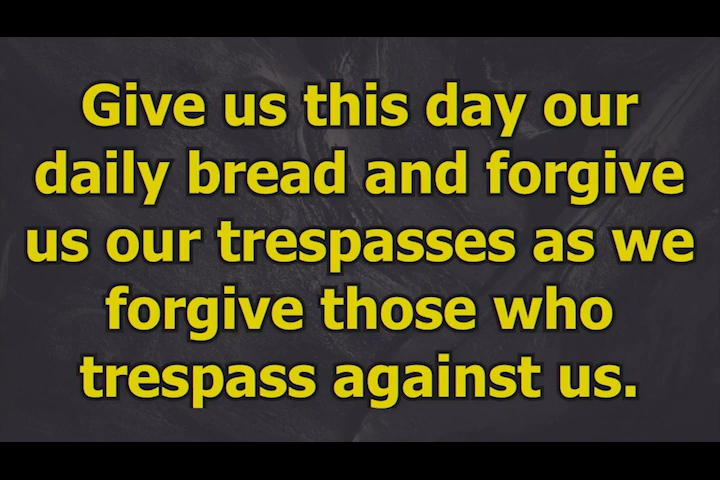 Give us this day our
daily bread and forgive
us our trespasses as we
forgive those who
trespass against us.